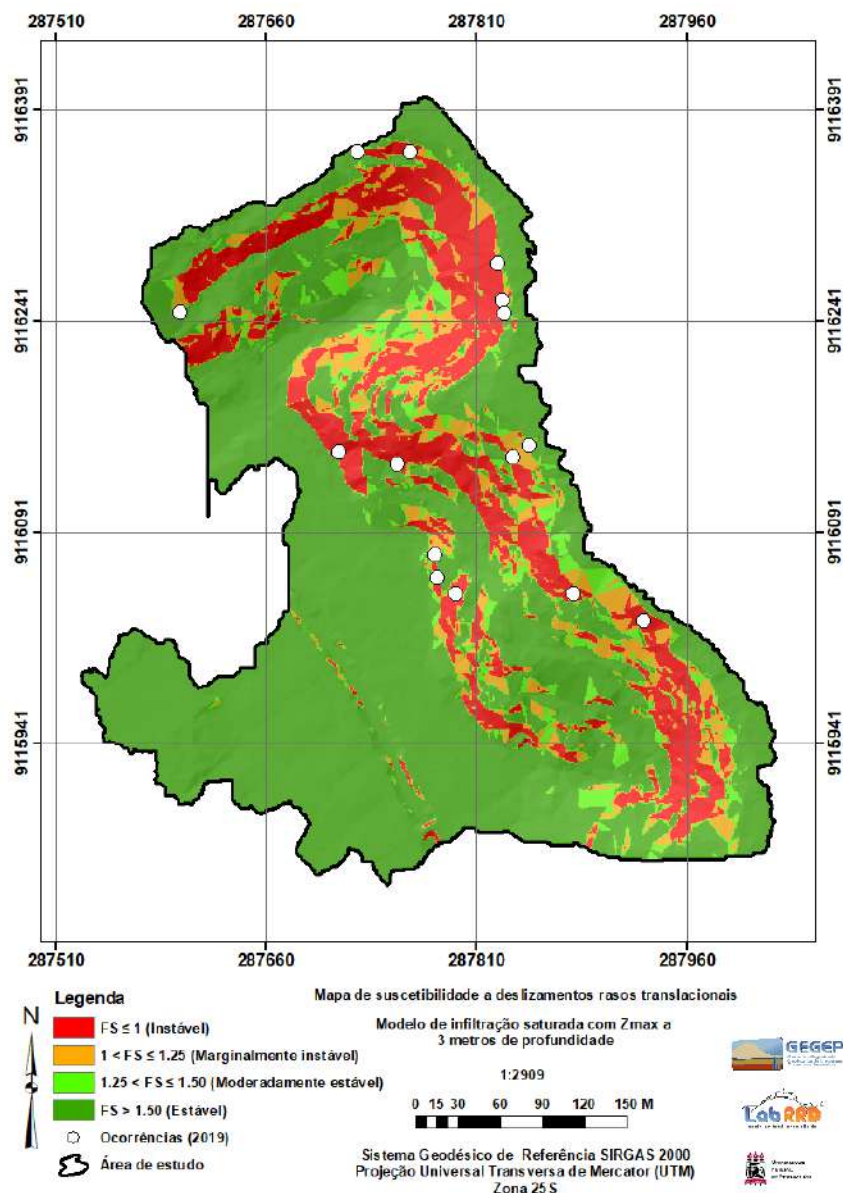 287510 287660 287810 287960
9116391 9116391
9116241 9116241
9116091 9116091
9115941 9115941
287510 287660 287810 287960
Legenda
N
FS ≤ 1 (Instável)
1 < FS ≤ 1.25 (Marginalmente instável)
1.25 < FS ≤ 1.50 (Moderadamente estável)
FS > 1.50 (Estável)
Ocorrências (2019)
Área de estudo
Mapa de suscetibilidade a deslizamentos rasos translacionais
Modelo de infiltração saturada com Zmax a
3 metros de profundidade
1:2909
0 15 30 60 90 120 150 M
Sistema Geodésico de Referência SIRGAS 2000
Projeção Universal Transversa de Mercator (UTM)
Zona 25 S
GEGEP
LabRRD